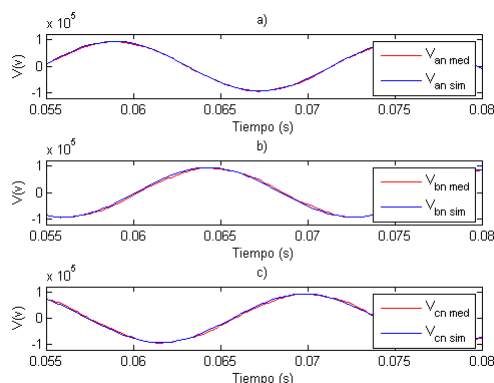 a)
x 10^5
V(v)
1
0
-1
V_an med
V_an sim
0.055 0.06 0.065 0.07 0.075 0.08
Tiempo (s)
b)
x 10^5
V(v)
1
0
-1
V_bn med
V_bn sim
0.055 0.06 0.065 0.07 0.075 0.08
Tiempo (s)
c)
x 10^5
V(v)
1
0
-1
V_cn med
V_cn sim
0.055 0.06 0.065 0.07 0.075 0.08
Tiempo (s)